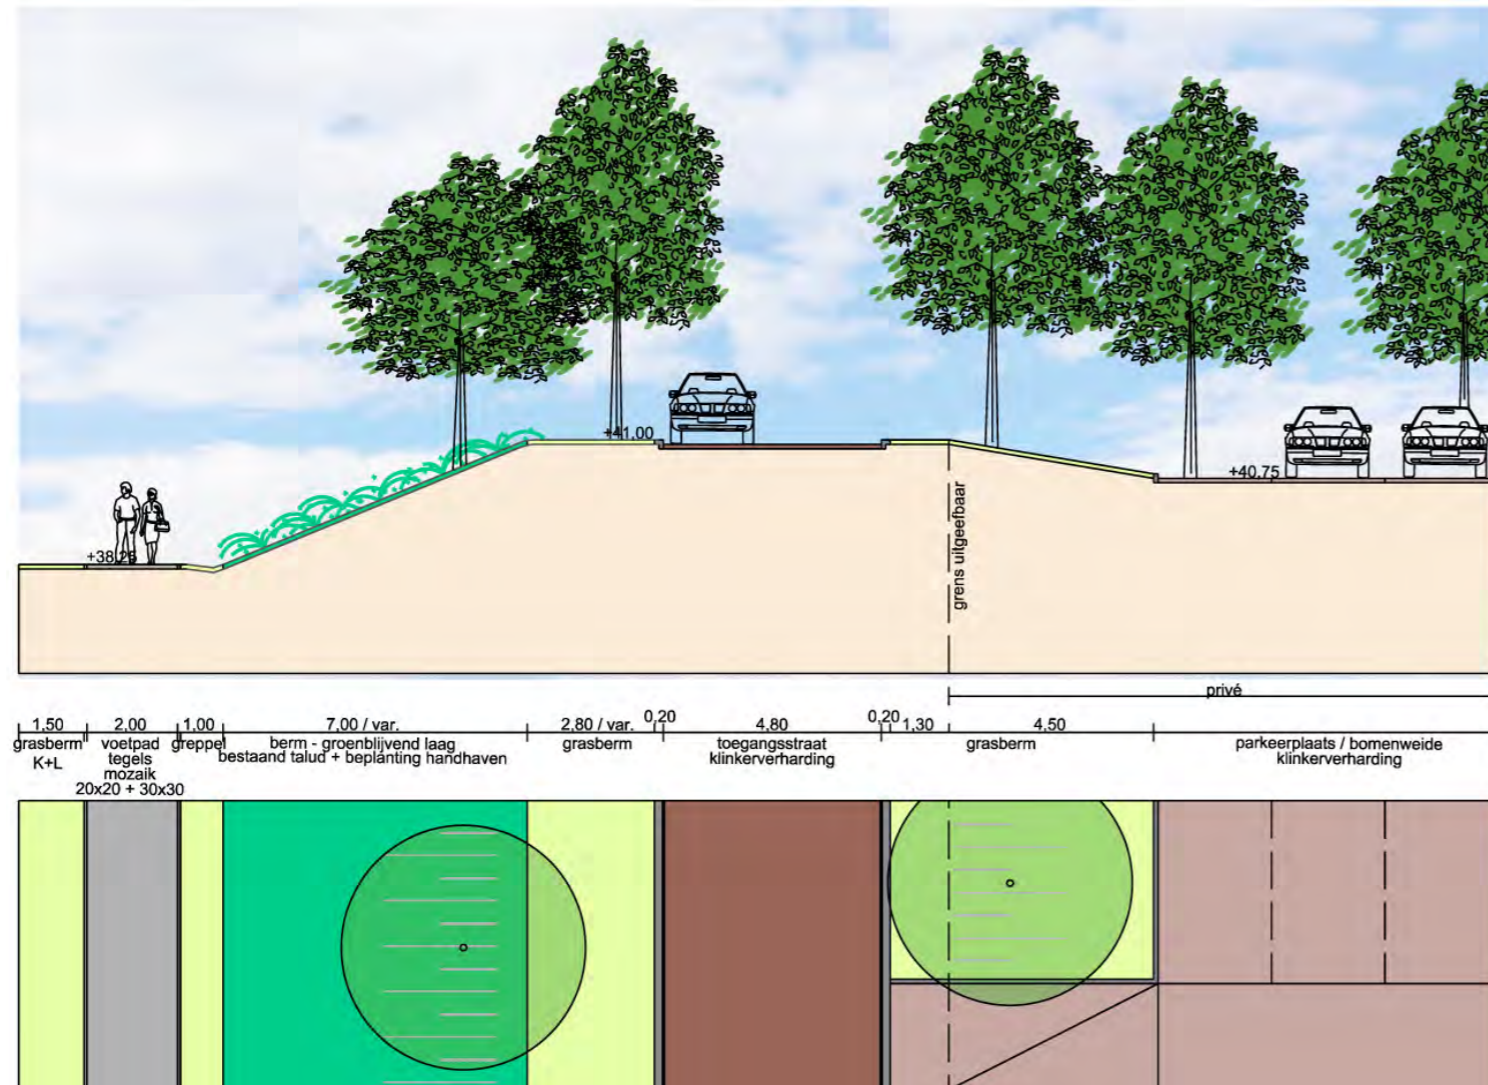 +41,00
+40,75
+38,25
grens uitgeefbaar
privé
1,50
2,00
1,00
7,00 / var.
2,80 / var.
0,20
4,80
0,20
1,30
4,50
grasberm
K+L
voetpad
tegels
mozaik
20x20 + 30x30
greppel
berm - groenblijvend laag
bestaand talud + beplanting handhaven
grasberm
toegangsstraat
klinkerverharding
grasberm
parkeerplaats / bomenweide
klinkerverharding